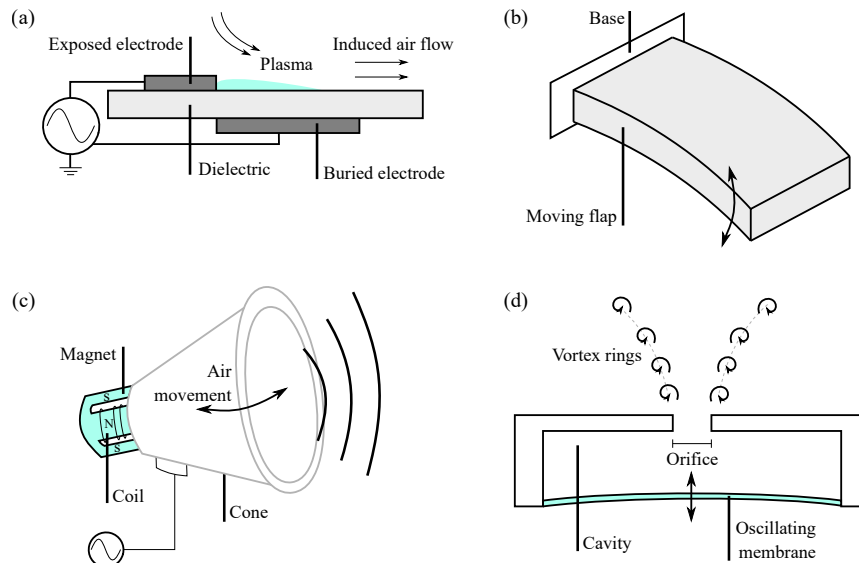 (a)
Exposed electrode
Plasma
Induced air flow
Dielectric
Buried electrode
(b)
Base
Moving flap
(c)
Magnet
S
N
S
Coil
Air
movement
Cone
(d)
Vortex rings
Orifice
Cavity
Oscillating
membrane